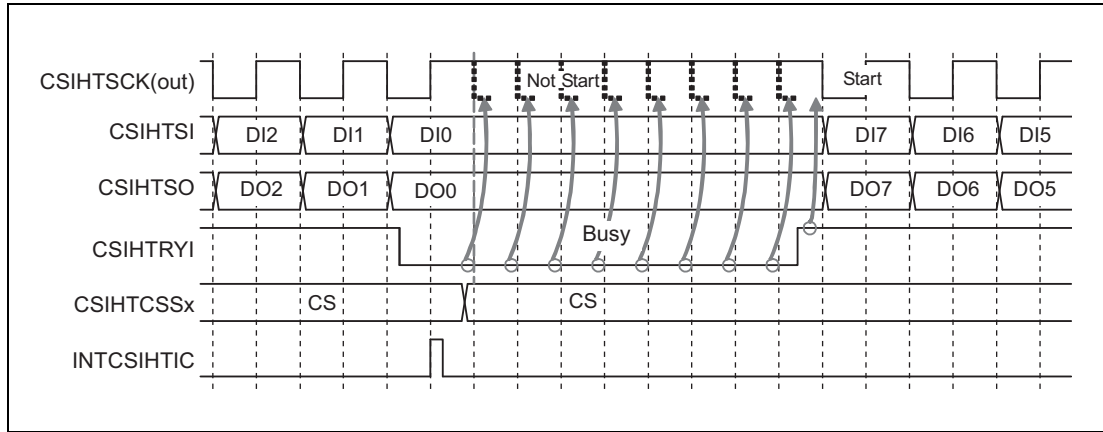 CSIHTSCK(out) Not Start Start
CSIHTSI DI2 DI1 DI0 DI7 DI6 DI5
CSIHTSO DO2 DO1 DO0 DO7 DO6 DO5
CSIHTRYI Busy
CSIHTCSSx CS CS
INTCSIHTIC